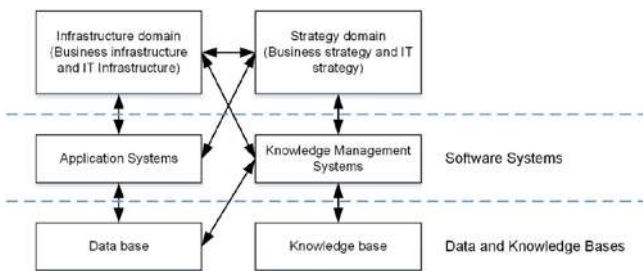 Infrastructure domain
(Business infrastructure
and IT Infrastructure)
Strategy domain
(Business strategy and IT
strategy)
Application Systems
Knowledge Management
Systems
Software Systems
Data base
Knowledge base
Data and Knowledge Bases